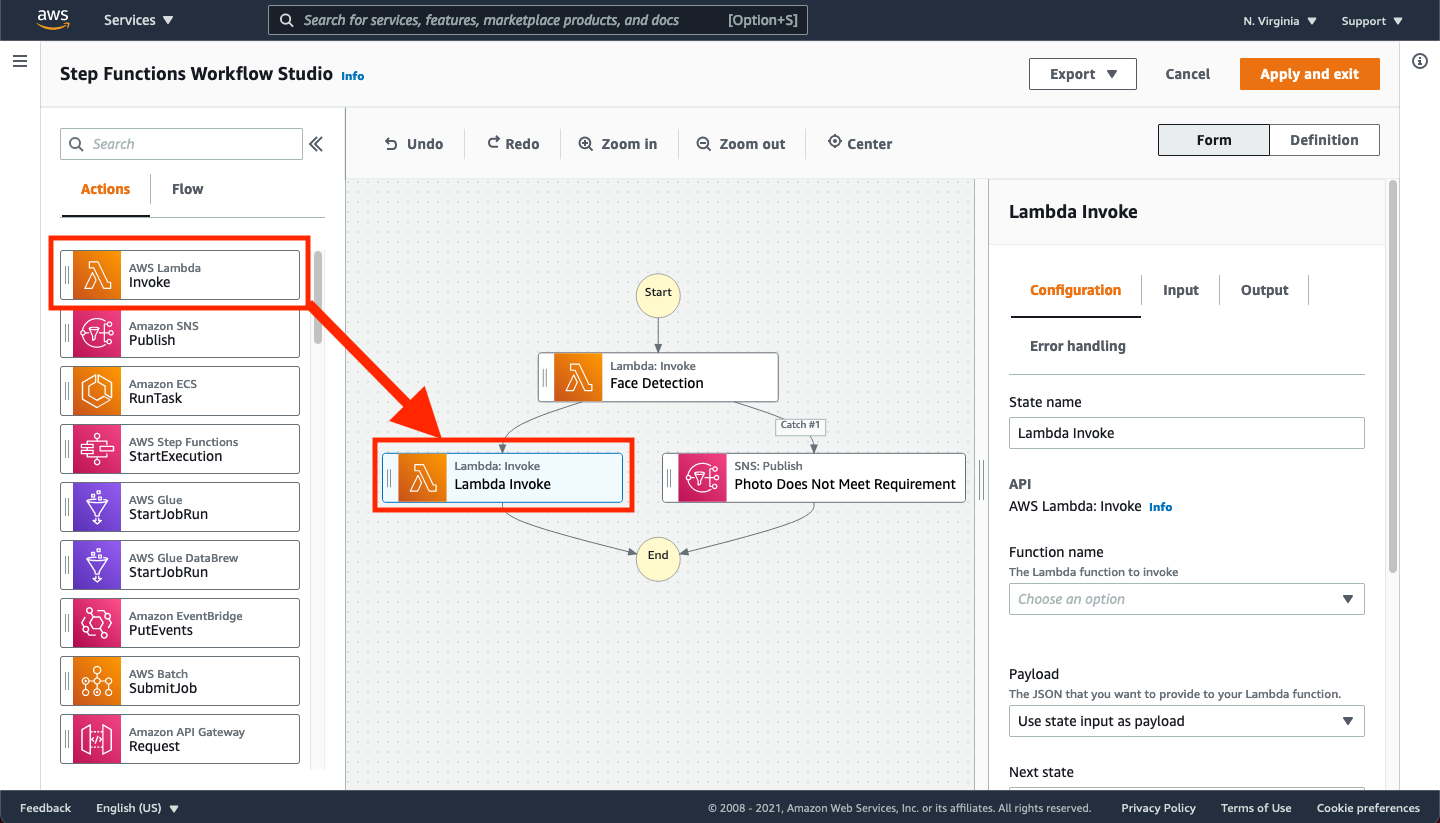 aws
Services
Search for services, features, marketplace products, and docs
[Option+S]
N. Virginia
Support
Step Functions Workflow Studio
Info
Export
Cancel
Apply and exit
Search
Actions
Flow
AWS Lambda
Invoke
Amazon SNS
Publish
Amazon ECS
RunTask
AWS Step Functions
StartExecution
AWS Glue
StartJobRun
AWS Glue DataBrew
StartJobRun
Amazon EventBridge
PutEvents
AWS Batch
SubmitJob
Amazon API Gateway
Request
Undo
Redo
Zoom in
Zoom out
Center
Form
Definition
Start
Lambda: Invoke
Face Detection
Catch #1
Lambda: Invoke
Lambda Invoke
SNS: Publish
Photo Does Not Meet Requirement
End
Lambda Invoke
Configuration
Input
Output
Error handling
State name
Lambda Invoke
API
AWS Lambda: Invoke Info
Function name
The Lambda function to invoke
Choose an option
Payload
The JSON that you want to provide to your Lambda function.
Use state input as payload
Next state
Feedback
English (US)
© 2008 - 2021, Amazon Web Services, Inc. or its affiliates. All rights reserved.
Privacy Policy
Terms of Use
Cookie preferences